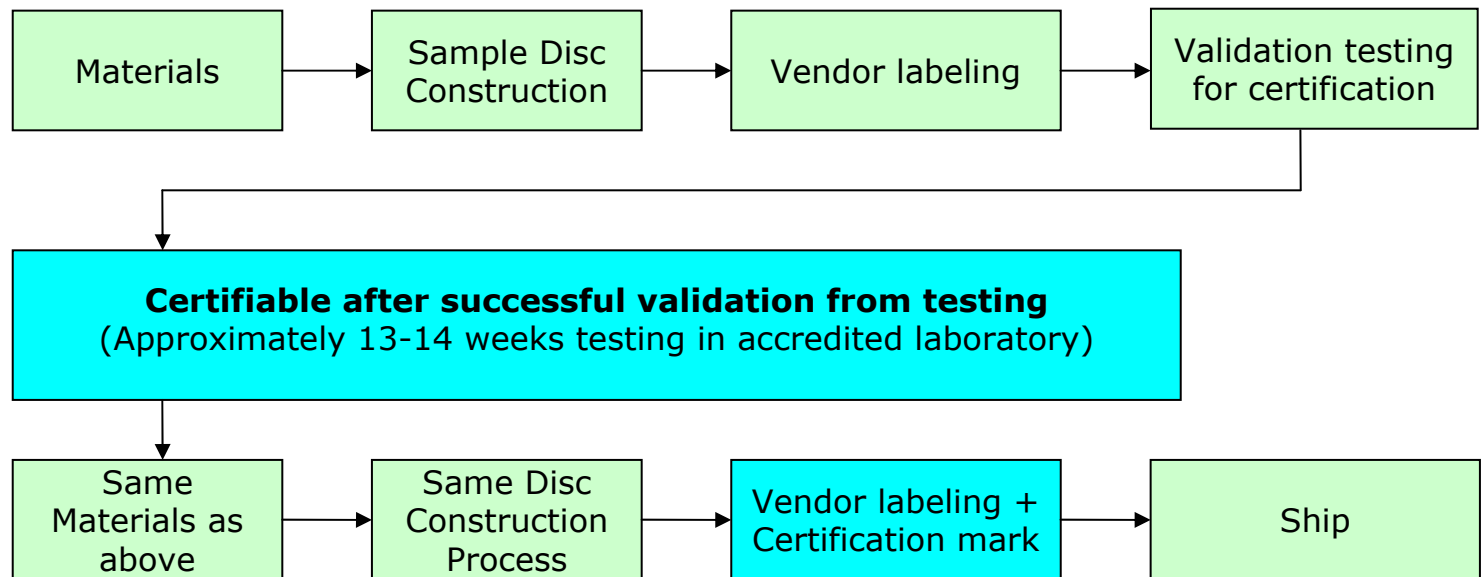 Materials
Sample Disc
Construction
Vendor labeling
Validation testing
for certification
Certifiable after successful validation from testing
(Approximately 13-14 weeks testing in accredited laboratory)
Same
Materials as
above
Same Disc
Construction
Process
Vendor labeling +
Certification mark
Ship